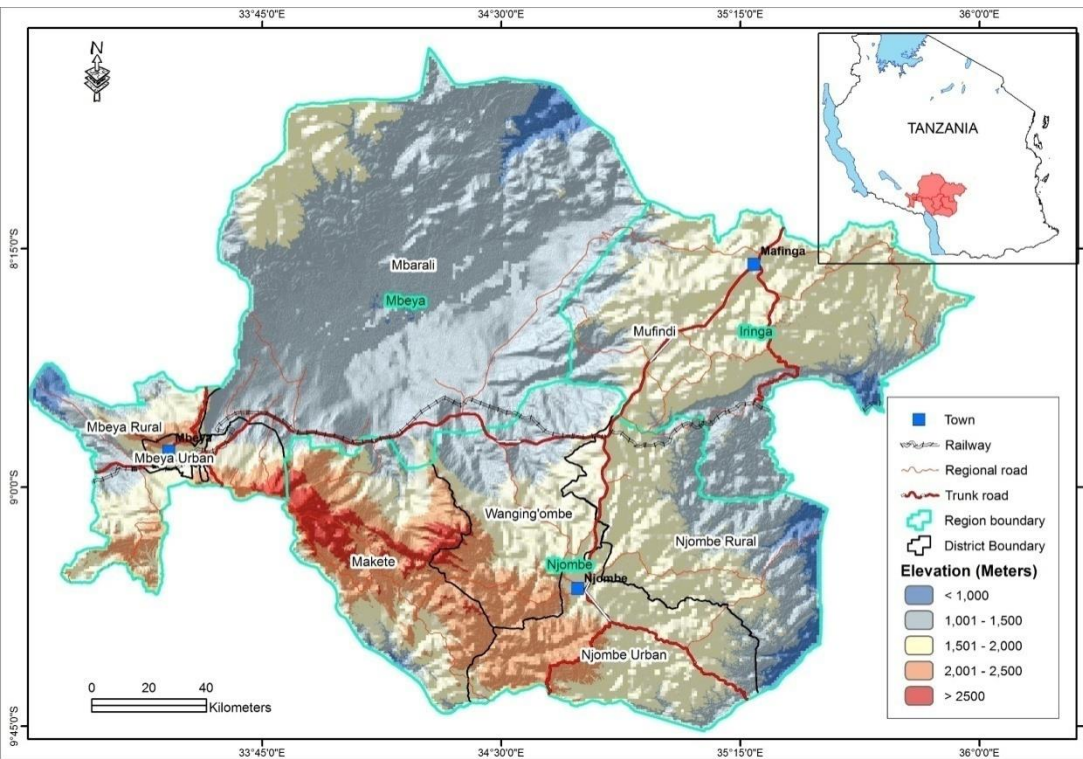 33°45'0"E
34°30'0"E
35°15'0"E
36°0'0"E
N
TANZANIA
8°15'0"S
Mafinga
Mbarali
Mbeya
Mufindi
Iringa
Mbeya Rural
Mbeya
Mbeya Urban
9°0'0"S
Wanging'ombe
Njombe Rural
Makete
Njombe
Njombe
Njombe Urban
9°45'0"S
0 20 40
Kilometers
Town
Railway
Regional road
Trunk road
Region boundary
District Boundary
Elevation (Meters)
< 1,000
1,001 - 1,500
1,501 - 2,000
2,001 - 2,500
> 2500
33°45'0"E
34°30'0"E
35°15'0"E
36°0'0"E